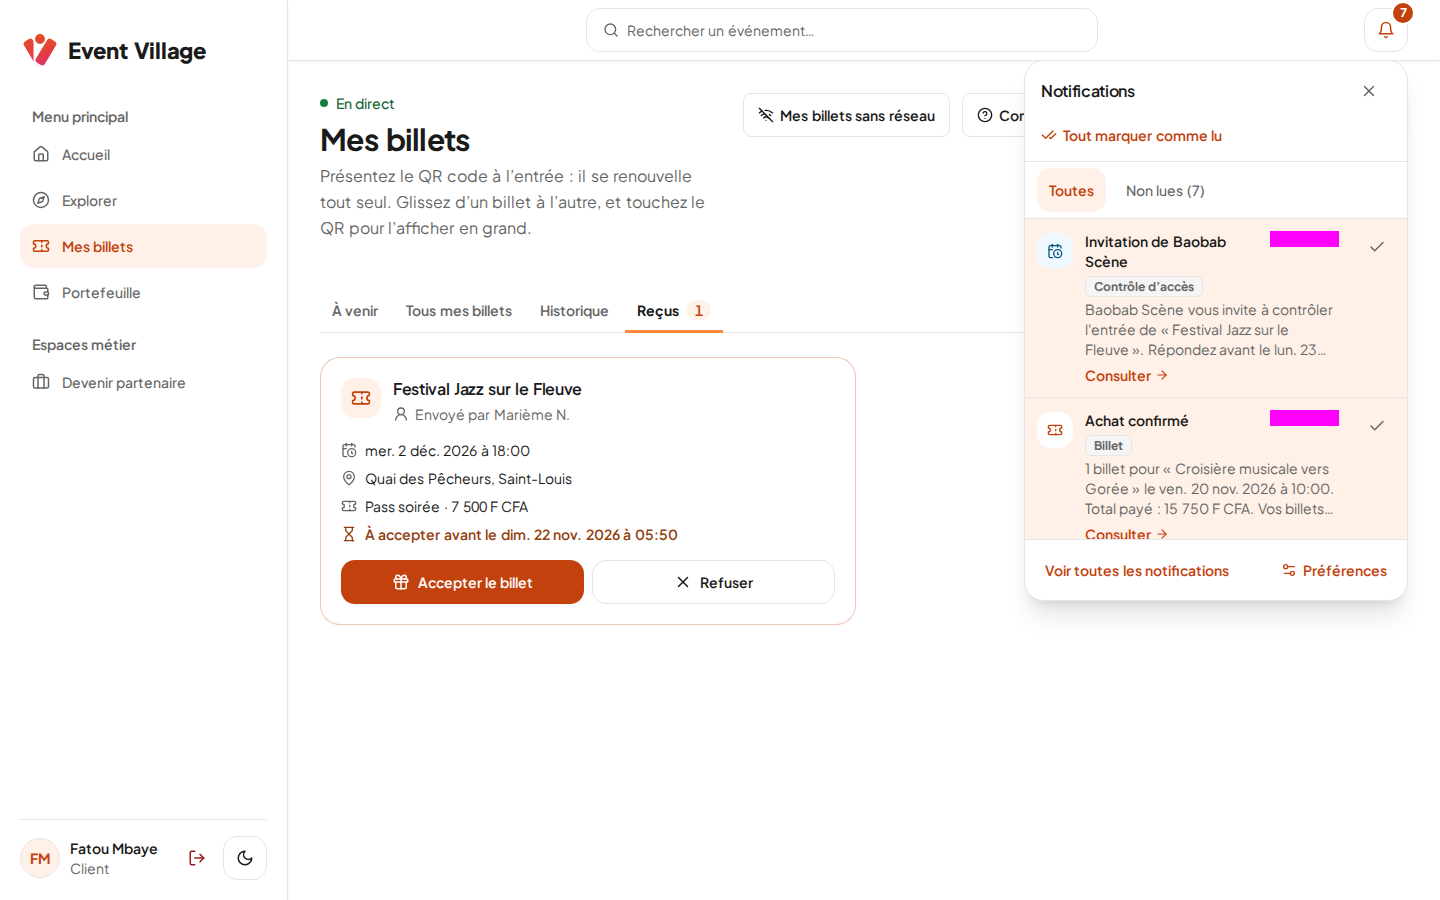 Event Village
Menu principal
Accueil
Explorer
Mes billets
Portefeuille
Espaces métier
Devenir partenaire
FM
Fatou Mbaye
Client
Rechercher un événement…
7
En direct
Mes billets
Présentez le QR code à l’entrée : il se renouvelle
tout seul. Glissez d’un billet à l’autre, et touchez le
QR pour l’afficher en grand.
Mes billets sans réseau
À venir
Tous mes billets
Historique
Reçus 1
Festival Jazz sur le Fleuve
Envoyé par Marième N.
mer. 2 déc. 2026 à 18:00
Quai des Pêcheurs, Saint-Louis
Pass soirée · 7 500 F CFA
À accepter avant le dim. 22 nov. 2026 à 05:50
Accepter le billet
Refuser
Notifications
Tout marquer comme lu
Toutes
Non lues (7)
Invitation de Baobab
Scène
Contrôle d’accès
Baobab Scène vous invite à contrôler
l’entrée de « Festival Jazz sur le
Fleuve ». Répondez avant le lun. 23…
Consulter
Achat confirmé
Billet
1 billet pour « Croisière musicale vers
Gorée » le ven. 20 nov. 2026 à 10:00.
Total payé : 15 750 F CFA. Vos billets…
Consulter
Voir toutes les notifications
Préférences